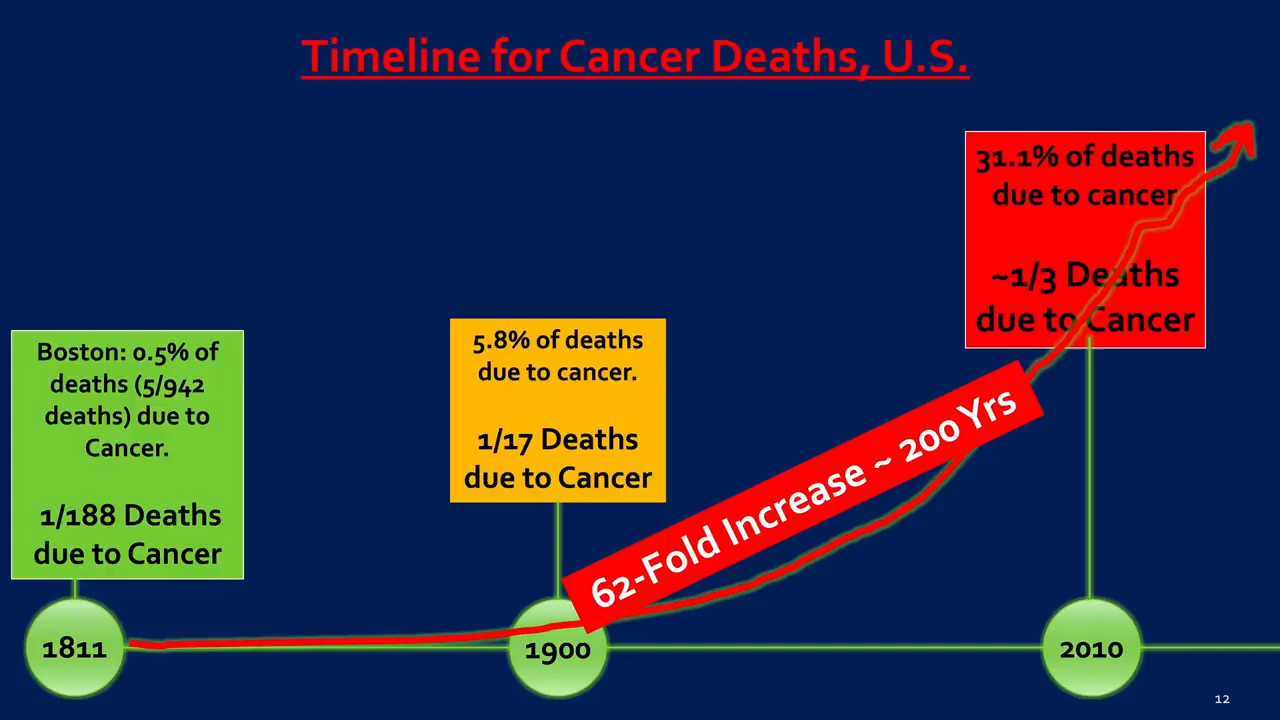 Timeline for Cancer Deaths, U.S.
Boston: 0.5% of
deaths (5/942
deaths) due to
Cancer.
1/188 Deaths
due to Cancer
5.8% of deaths
due to cancer.
1/17 Deaths
due to Cancer
31.1% of deaths
due to cancer
~1/3 Deaths
due to Cancer
62-Fold Increase ~ 200 Yrs
1811
1900
2010
12